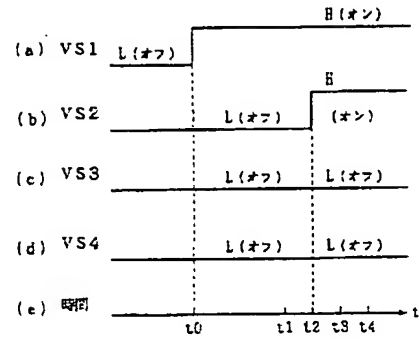 H(オン)
(a) VS1 L(オフ)
H
(b) VS2 L(オフ) (オン)
(c) VS3 L(オフ) L(オフ)
(d) VS4 L(オフ) L(オフ)
(e) 時間 t
t0 t1 t2 t3 t4